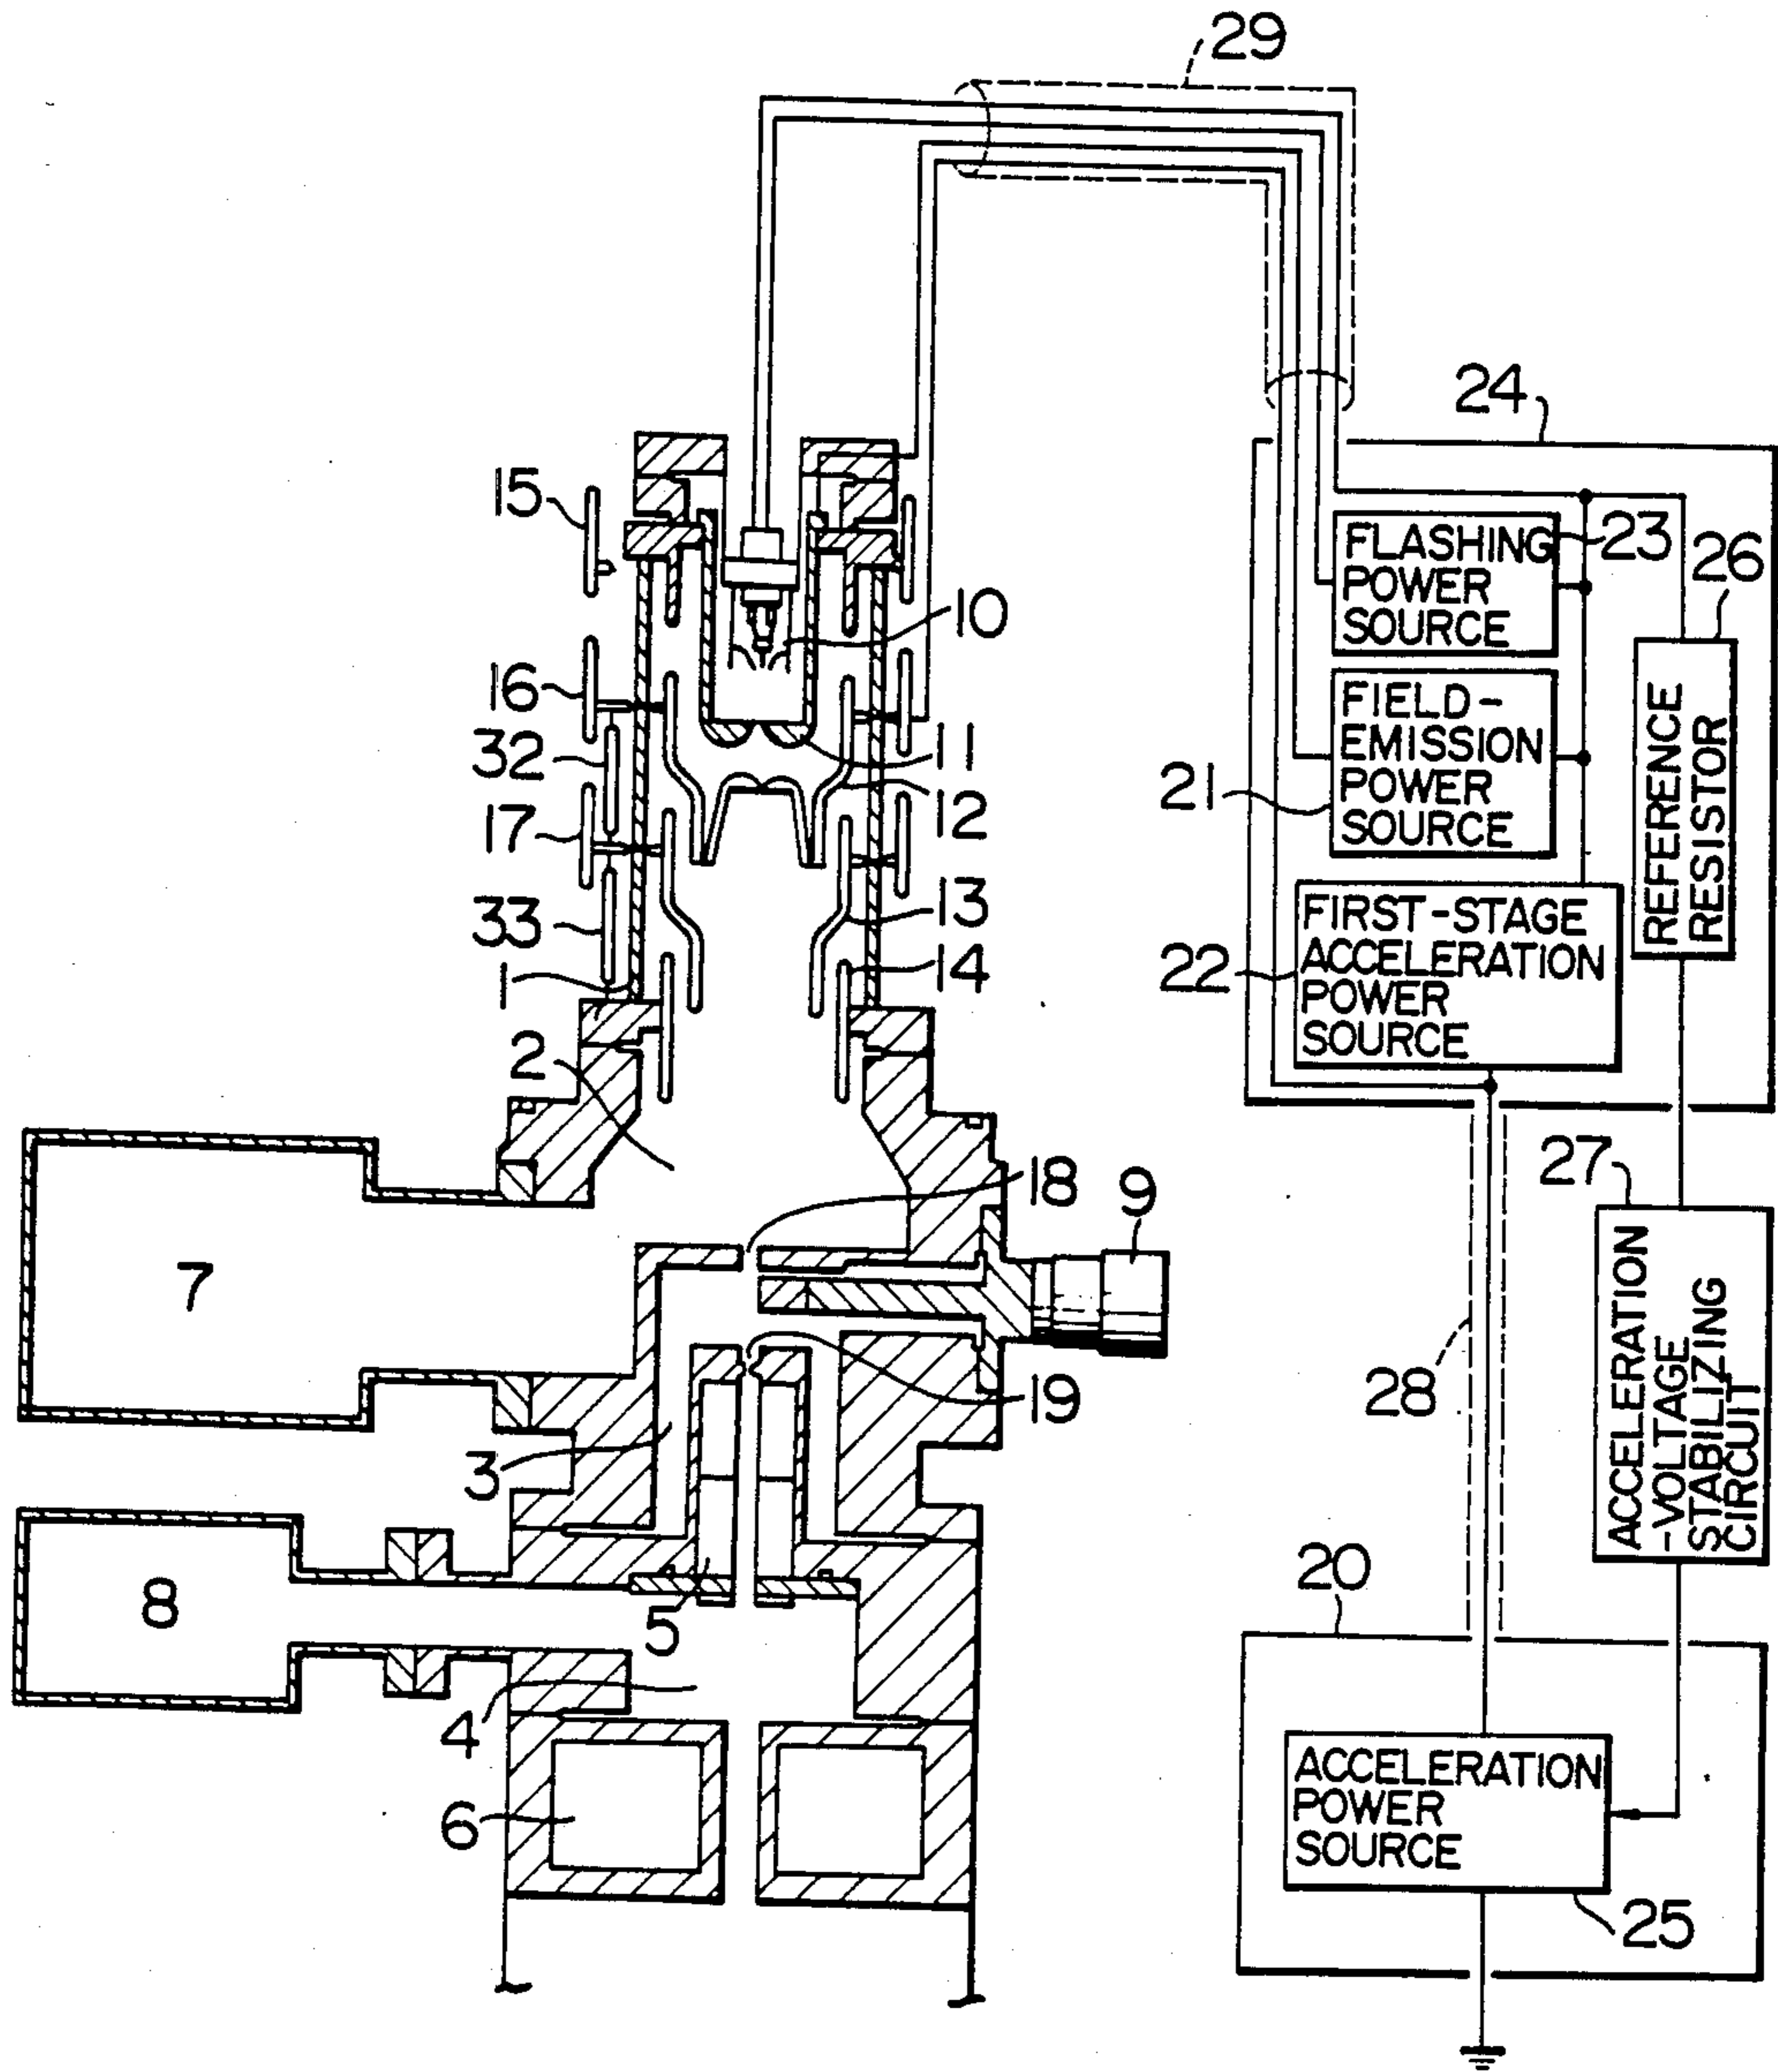 29
24
15
FLASHING
POWER
SOURCE
23
26
10
16
FIELD-
EMISSION
POWER
SOURCE
REFERENCE
RESISTOR
32
11
21
12
17
13
FIRST-STAGE
ACCELERATION
POWER
SOURCE
33
14
22
1
2
18
9
27
7
ACCELERATION
-VOLTAGE
STABILIZING
CIRCUIT
28
19
3
20
8
5
4
ACCELERATION
POWER
SOURCE
6
25